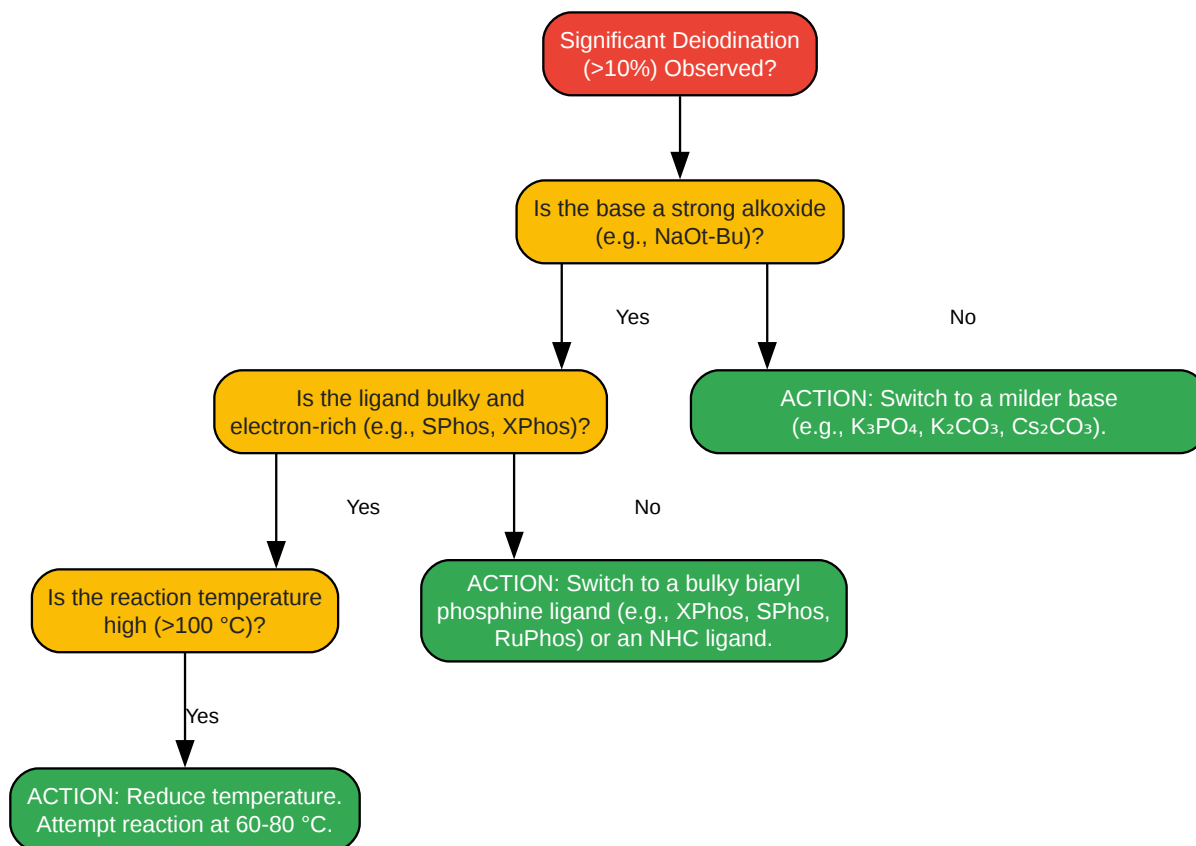 Significant Deiodination
(>10%) Observed?
Is the base a strong alkoxide
(e.g., NaOt-Bu)?
Yes
No
Is the ligand bulky and
electron-rich (e.g., SPhos, XPhos)?
ACTION: Switch to a milder base
(e.g., K₃PO₄, K₂CO₃, Cs₂CO₃).
Yes
No
Is the reaction temperature
high (>100 °C)?
ACTION: Switch to a bulky biaryl
phosphine ligand (e.g., XPhos, SPhos,
RuPhos) or an NHC ligand.
Yes
ACTION: Reduce temperature.
Attempt reaction at 60-80 °C.